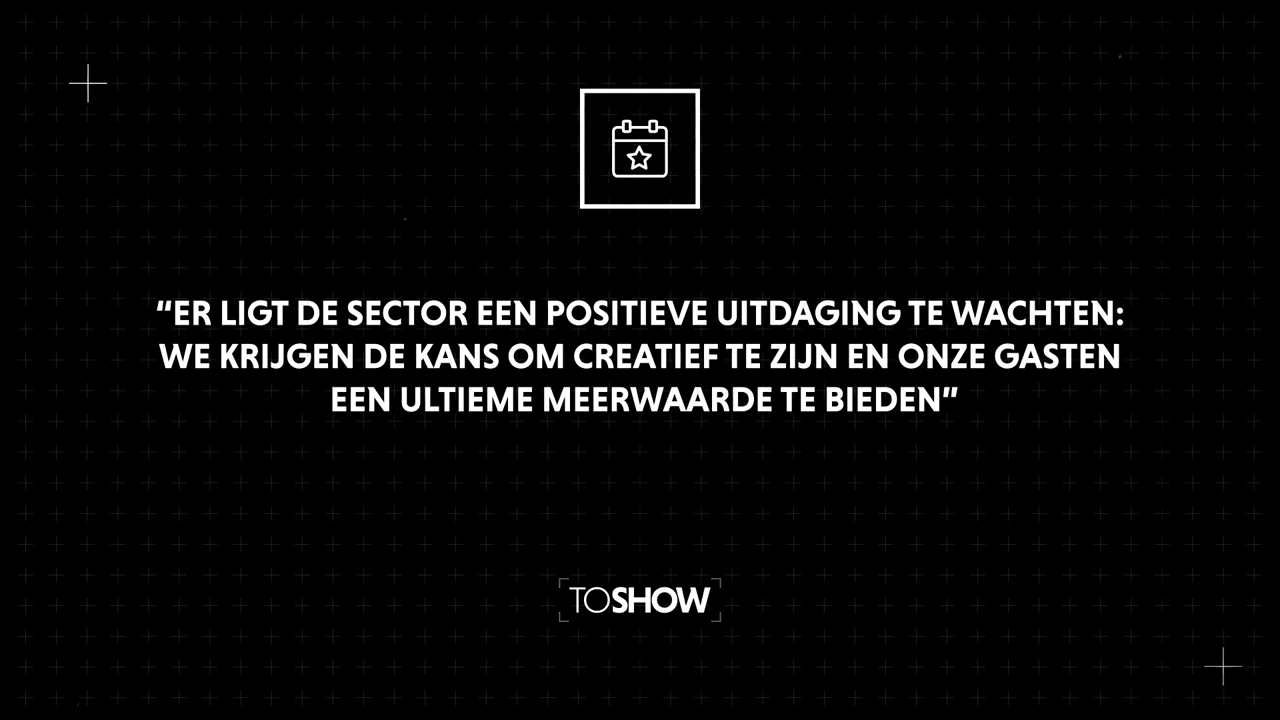 “ER LIGT DE SECTOR EEN POSITIEVE UITDAGING TE WACHTEN:
WE KRIJGEN DE KANS OM CREATIEF TE ZIJN EN ONZE GASTEN
EEN ULTIEME MEERWAARDE TE BIEDEN”
TOSHOW